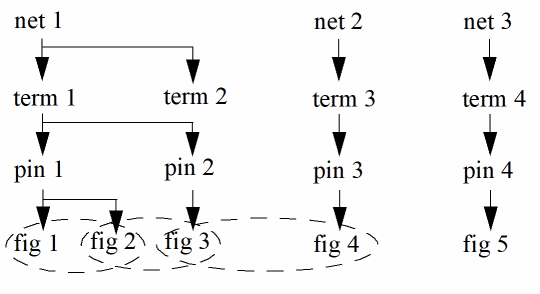 net 1 net 2 net 3
term 1 term 2 term 3 term 4
pin 1 pin 2 pin 3 pin 4
fig 1 fig 2 fig 3 fig 4 fig 5